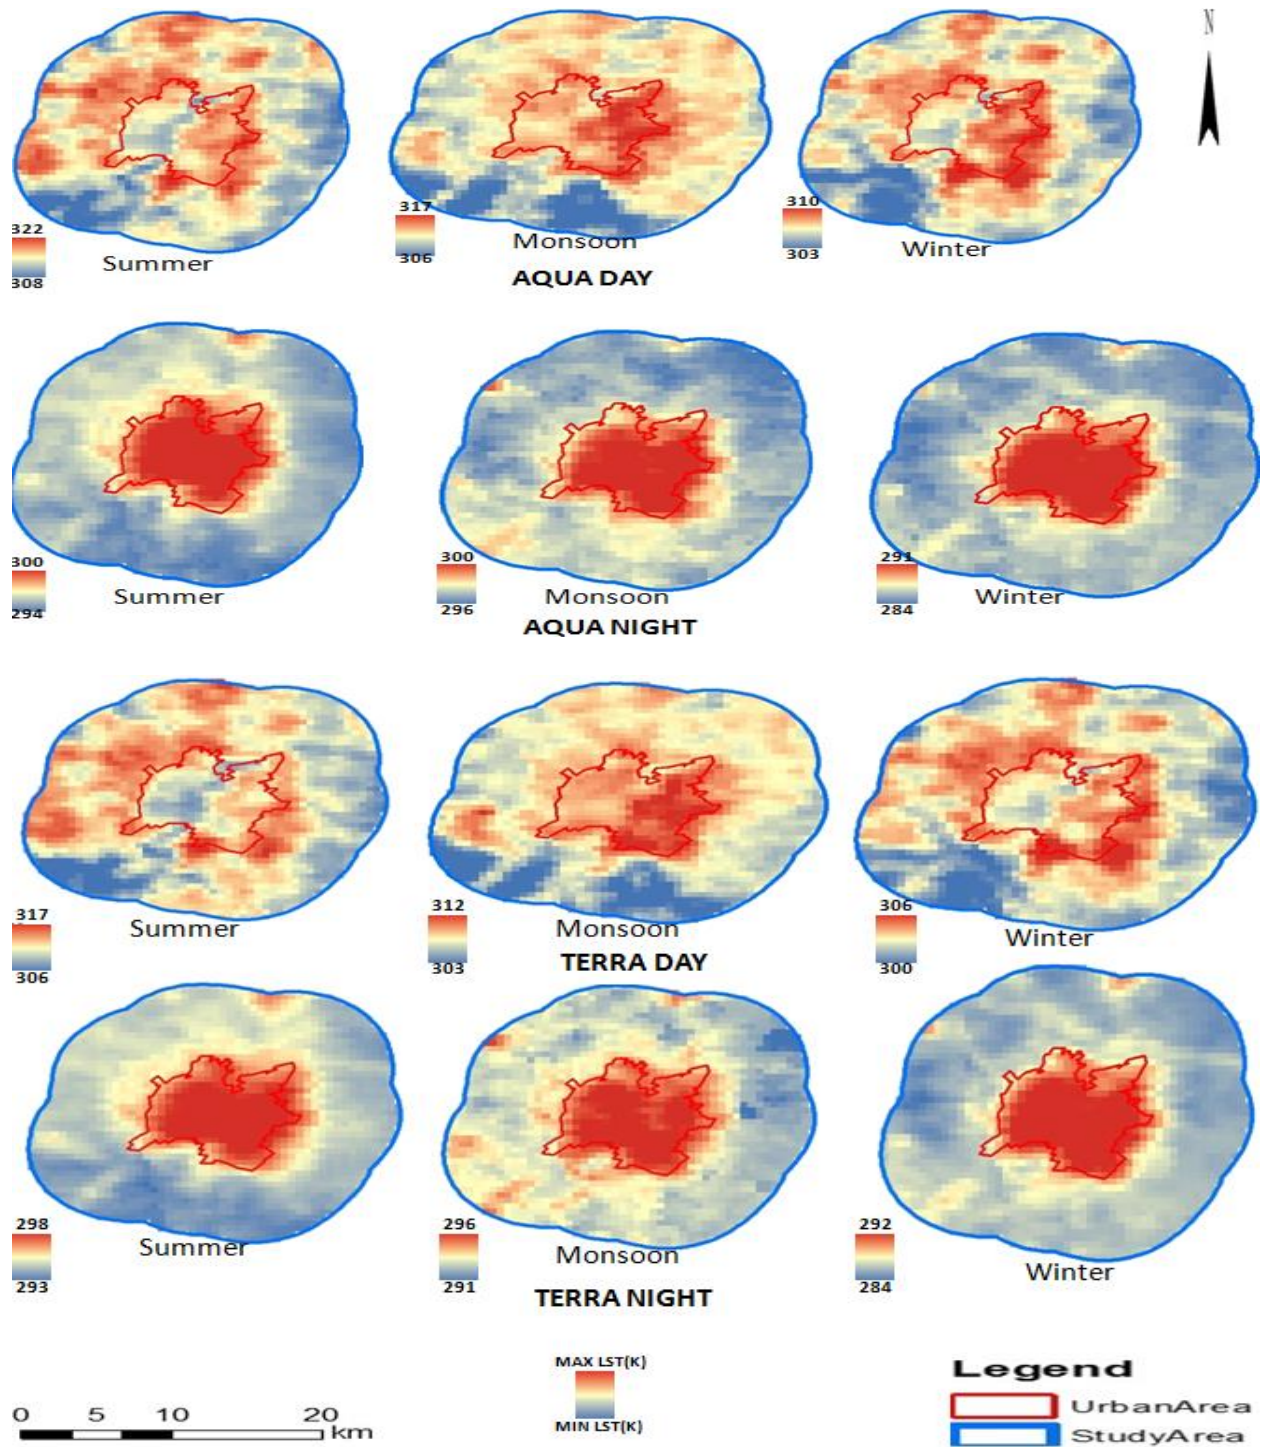 N
322
308
Summer
317
306
Monsoon
310
303
Winter
AQUA DAY
300
294
Summer
300
296
Monsoon
291
284
Winter
AQUA NIGHT
317
306
Summer
312
303
Monsoon
306
300
Winter
TERRA DAY
298
293
Summer
296
291
Monsoon
292
284
Winter
TERRA NIGHT
MAX LST(K)
MIN LST(K)
0 5 10 20
km
Legend
UrbanArea
StudyArea